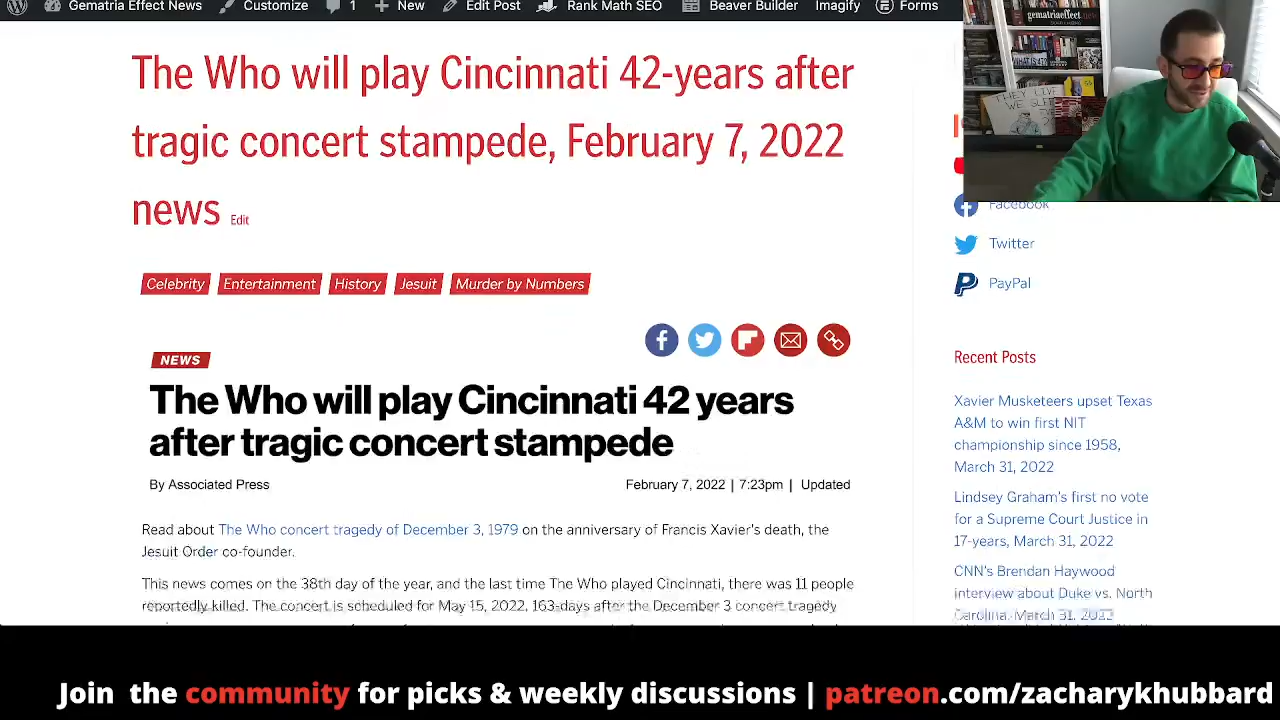 Gematria Effect News Customize 1 New Edit Post Rank Math SEO Beaver Builder Imagify Forms
The Who will play Cincinnati 42-years after
tragic concert stampede, February 7, 2022
news Edit
Celebrity Entertainment History Jesuit Murder by Numbers
NEWS
The Who will play Cincinnati 42 years
after tragic concert stampede
By Associated Press February 7, 2022 | 7:23pm | Updated
Read about The Who concert tragedy of December 3, 1979 on the anniversary of Francis Xavier's death, the
Jesuit Order co-founder.
This news comes on the 38th day of the year, and the last time The Who played Cincinnati, there was 11 people
reportedly killed. The concert is scheduled for May 15, 2022, 163-days after the December 3 concert tragedy
gematriaeffect.net
THEY LIVE
WE SLEEP
Facebook
Twitter
PayPal
Recent Posts
Xavier Musketeers upset Texas
A&M to win first NIT
championship since 1958,
March 31, 2022
Lindsey Graham's first no vote
for a Supreme Court Justice in
17-years, March 31, 2022
CNN's Brendan Haywood
interview about Duke vs. North
Carolina, March 31, 2022
Join the community for picks & weekly discussions | patreon.com/zacharykhubbard